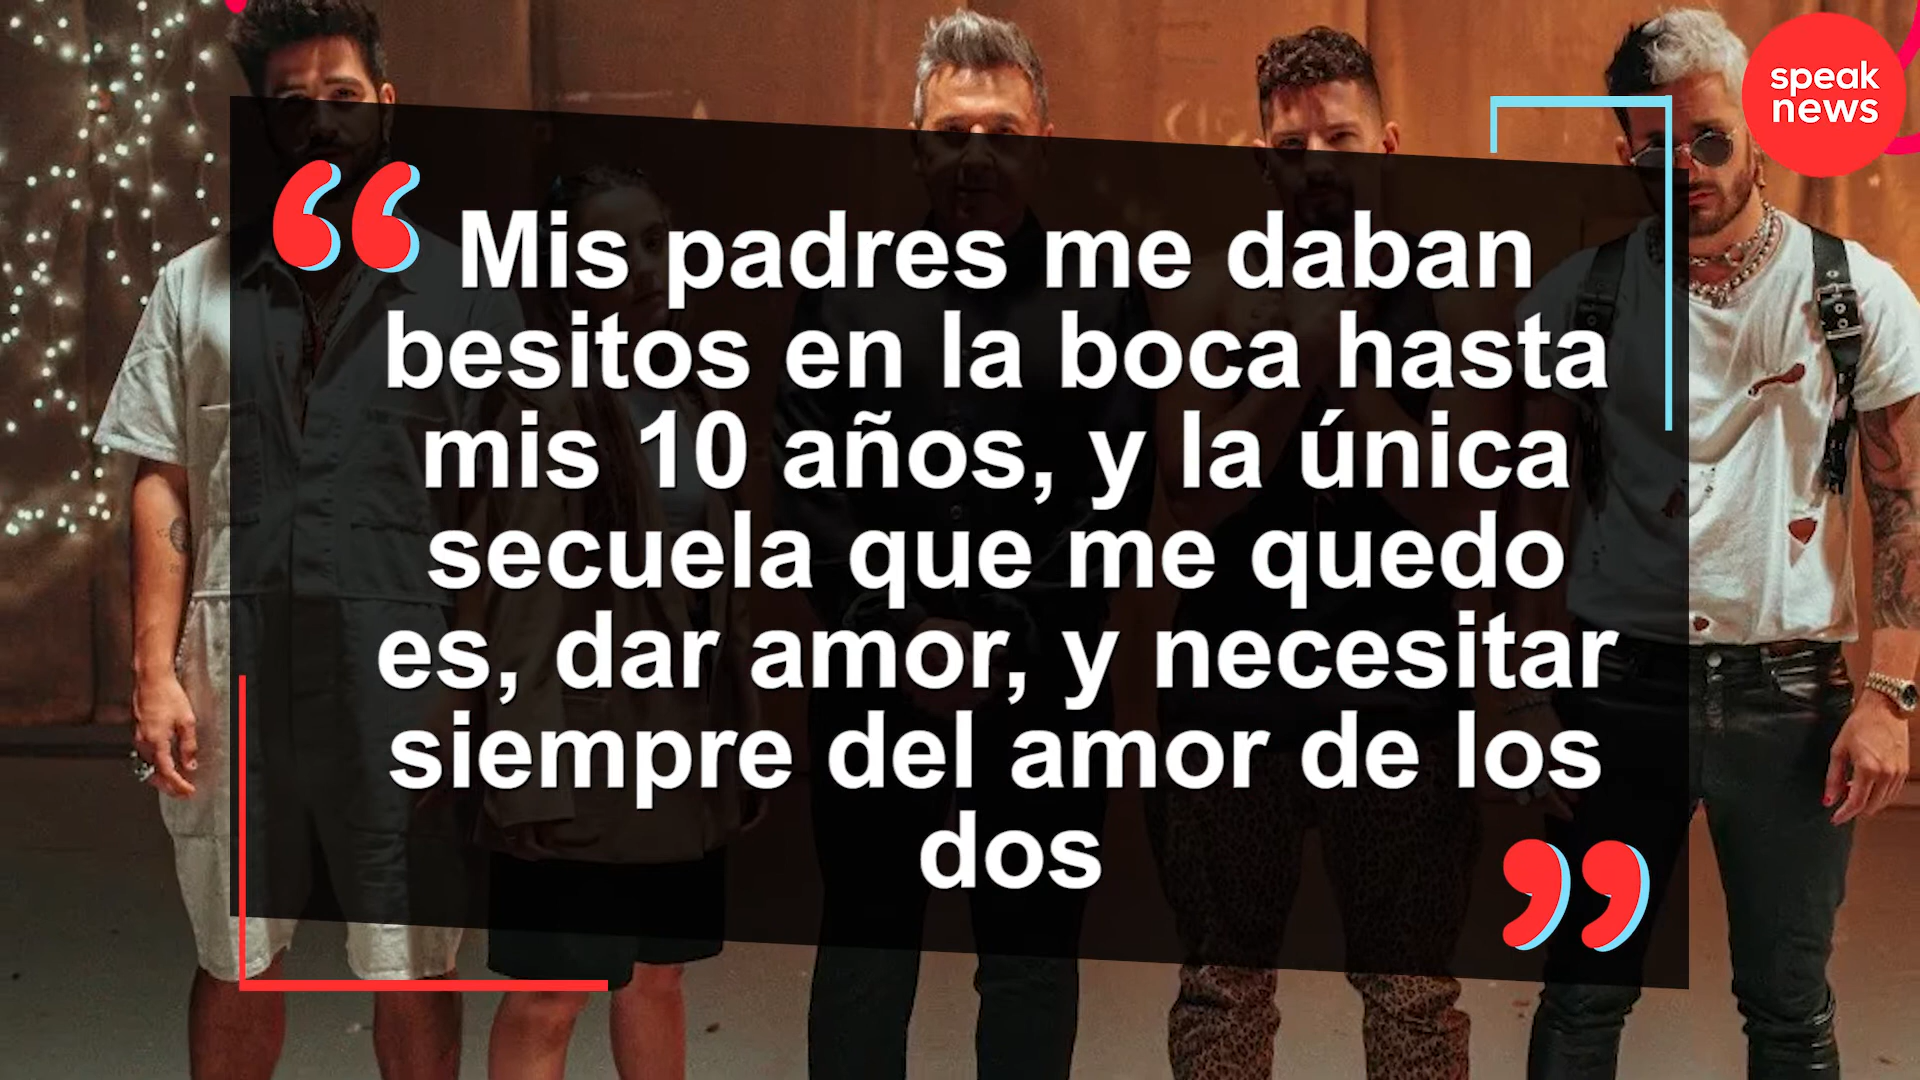 speak
news
“Mis padres me daban
besitos en la boca hasta
mis 10 años, y la única
secuela que me quedo
es, dar amor, y necesitar
siempre del amor de los
dos”